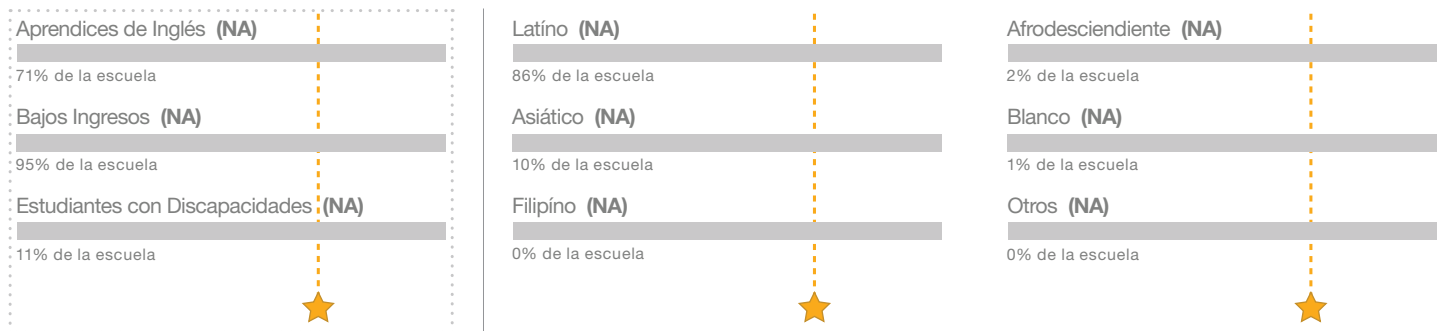 Aprendices de Inglés (NA)
71% de la escuela
Bajos Ingresos (NA)
95% de la escuela
Estudiantes con Discapacidades (NA)
11% de la escuela
Latíno (NA)
86% de la escuela
Asiático (NA)
10% de la escuela
Filipíno (NA)
0% de la escuela
Afrodesciendiente (NA)
2% de la escuela
Blanco (NA)
1% de la escuela
Otros (NA)
0% de la escuela